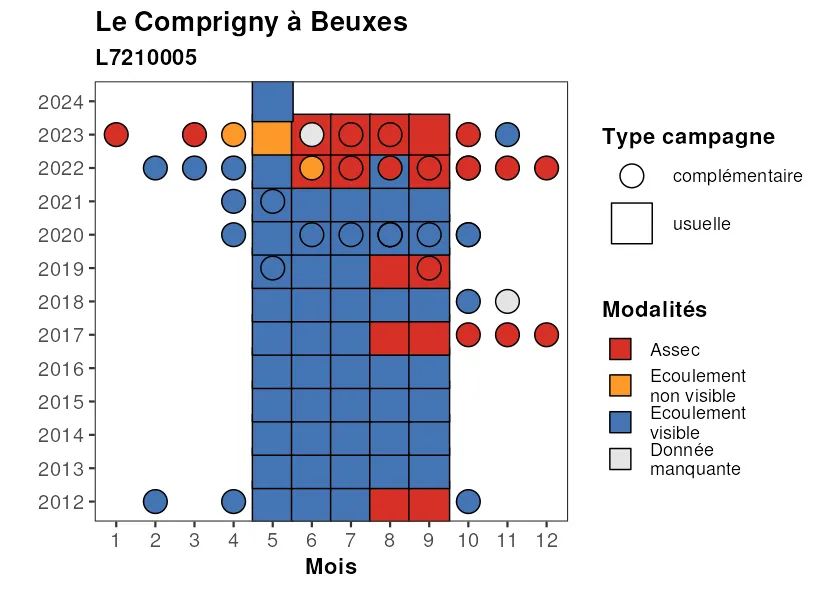 Le Comprigny à Beuxes
L7210005
2024
2023
2022
2021
2020
2019
2018
2017
2016
2015
2014
2013
2012
1 2 3 4 5 6 7 8 9 10 11 12
Mois
Type campagne
complémentaire
usuelle
Modalités
Assec
Ecoulement
non visible
Ecoulement
visible
Donnée
manquante